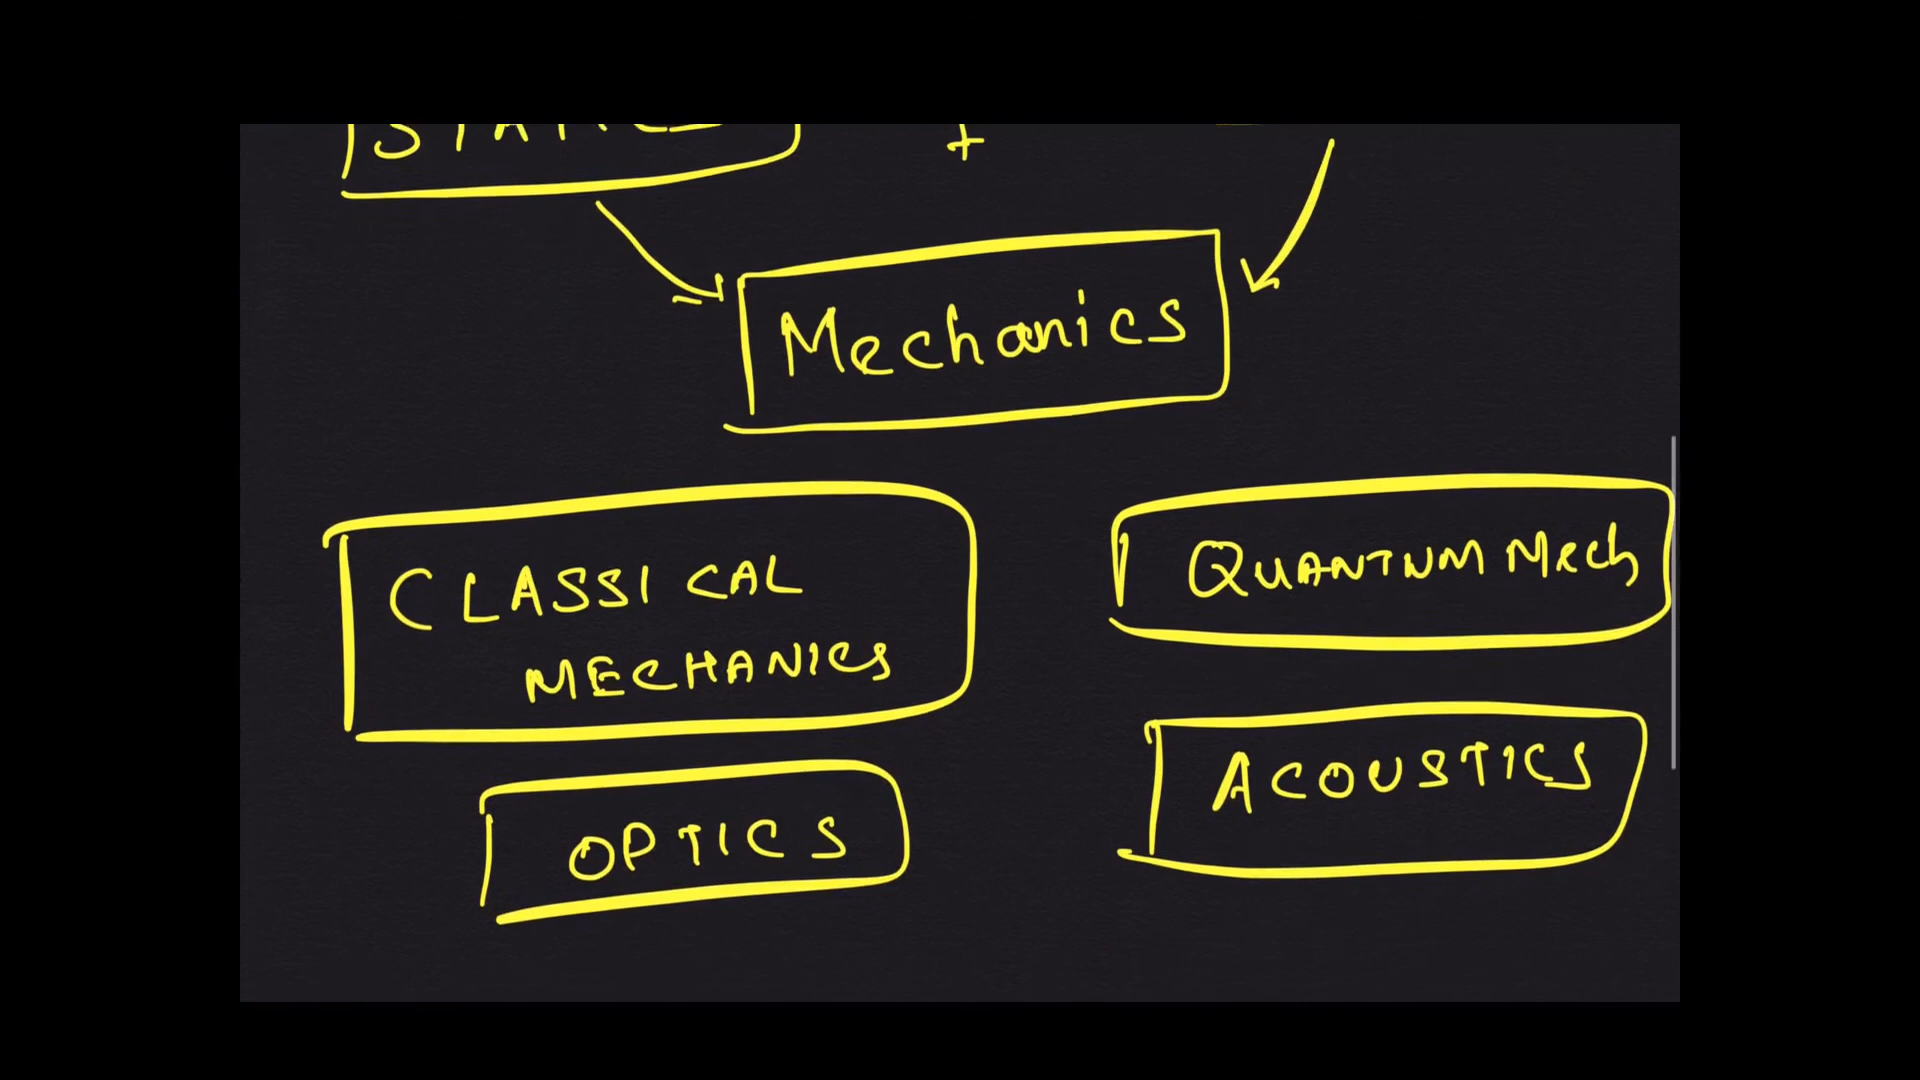 +
Mechanics
CLASSICAL
MECHANICS
QUANTUM Mech
OPTICS
ACOUSTICS